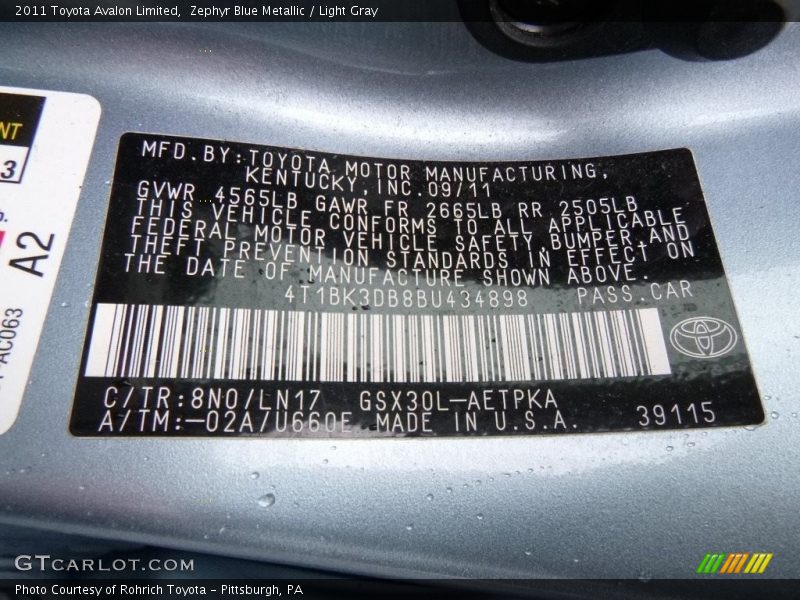 2011 Toyota Avalon Limited, Zephyr Blue Metallic / Light Gray
NT
3
A2
AC063
MFD.BY:TOYOTA MOTOR MANUFACTURING,
KENTUCKY,INC.09/11
GVWR 4565LB GAWR FR 2665LB RR 2505LB
THIS VEHICLE CONFORMS TO ALL APPLICABLE
FEDERAL MOTOR VEHICLE SAFETY,BUMPER,AND
THEFT PREVENTION STANDARDS IN EFFECT ON
THE DATE OF MANUFACTURE SHOWN ABOVE.
4T1BK3DB8BU434898 PASS.CAR
C/TR:8N0/LN17 GSX30L-AETPKA
A/TM:-02A/U660E MADE IN U.S.A. 39115
GTCARLOT.COM
Photo Courtesy of Rohrich Toyota - Pittsburgh, PA